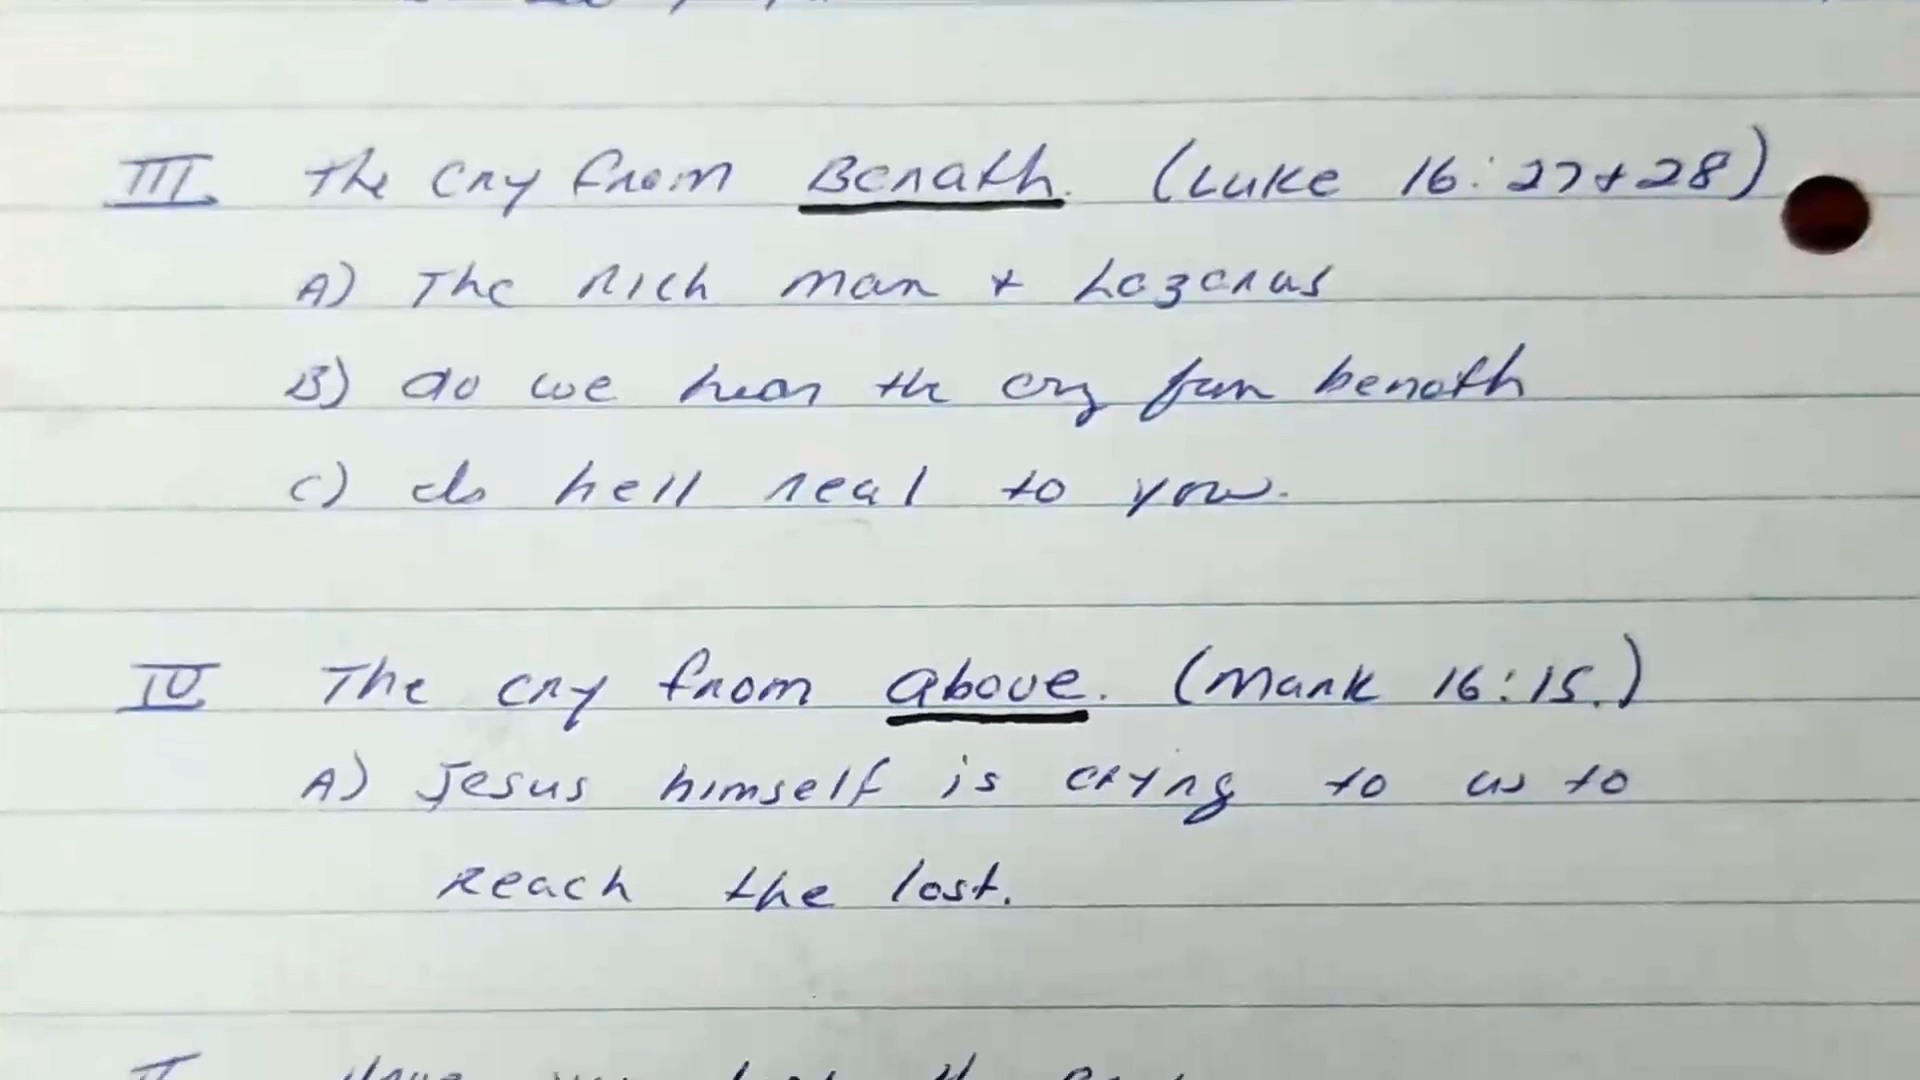 III The cry from Benath. (Luke 16:27+28)
A) The Rich man + Lazarus
B) do we hear the cry from benath
C) Is hell real to you.
IV The cry from above. (Mark 16:15.)
A) Jesus himself is crying to us to
Reach the lost.